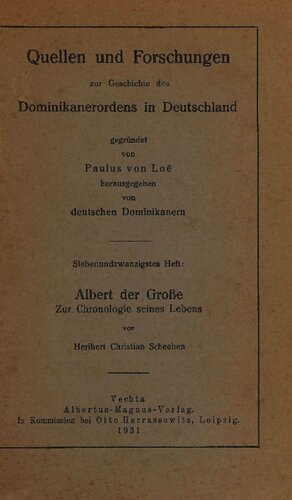 Quellen und Forschungen
zur Geschichte des
Dominikanerordens in Deutschland
gegründet
von
Paulus von Loë
herausgegeben
von
deutschen Dominikanern
Siebenundzwanzigstes Heft:
Albert der Große
Zur Chronologie seines Lebens
von
Heribert Christian Scheeben
Vechta
Albertus-Magnus-Verlag.
In Kommission bei Otto Harrassowitz, Leipzig.
1931